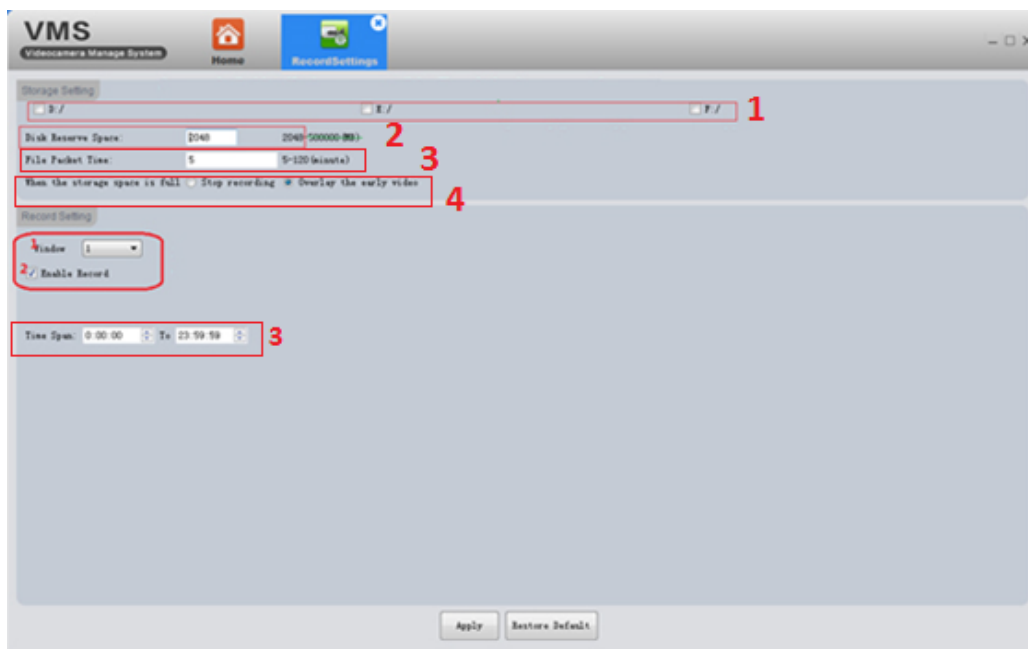 VMS
Videocamera Manage System
Home
RecordSettings
Storage Setting
D:/ E:/ F:/ 1
Disk Reserve Space: 2048 2048-500000(MB) 2
File Packet Time: 5 5-120(minute) 3
When the storage space is full Stop recording Overlay the early video 4
Record Setting
1 Window 1
2 Enable Record
Time Span: 0:00:00 To 23:59:59 3
Apply Restore Default